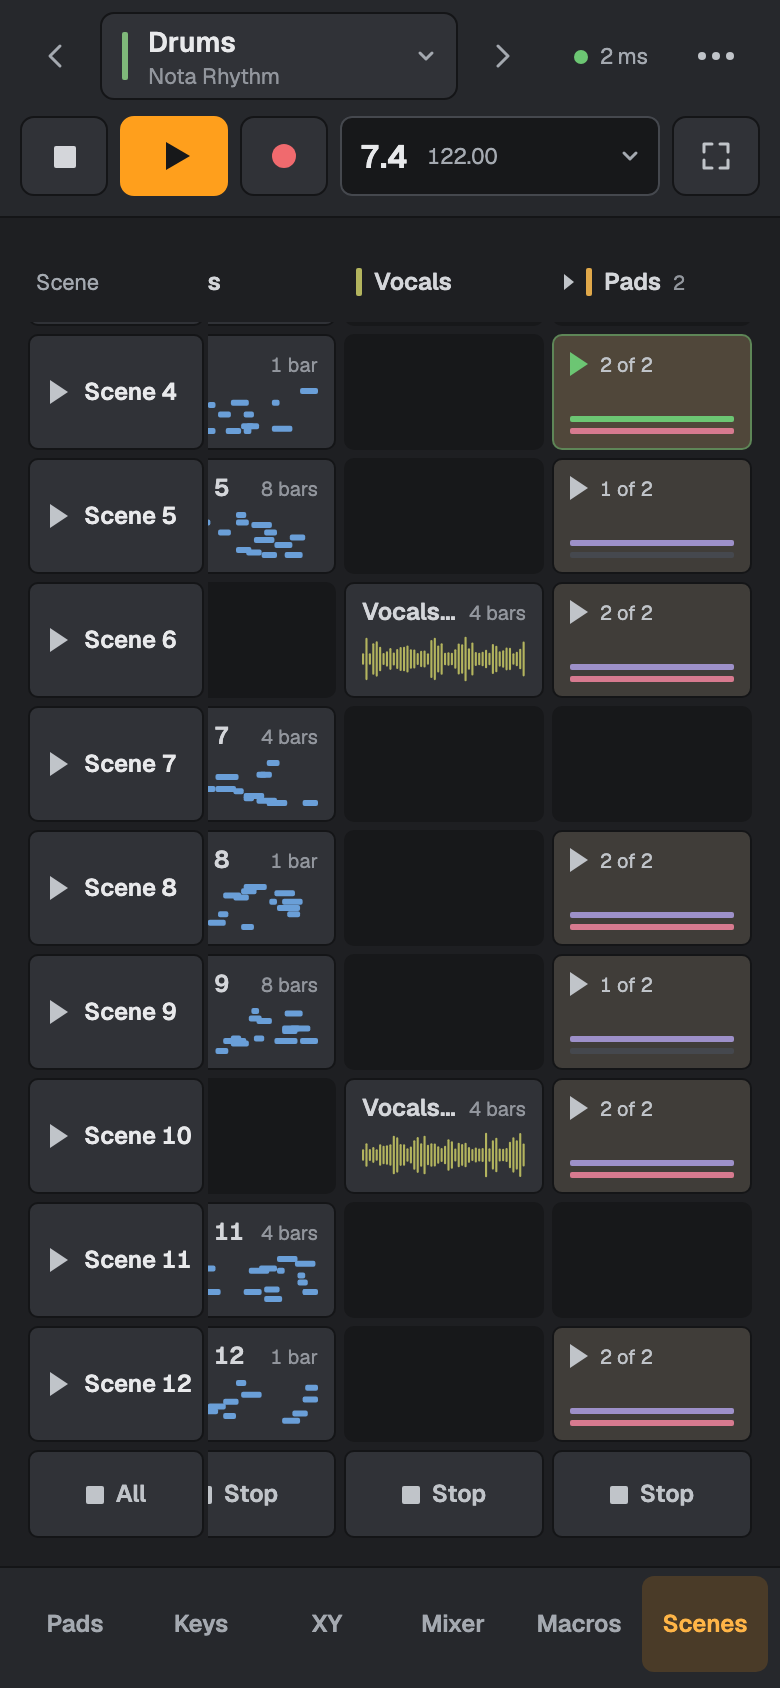 Drums
Nota Rhythm
2 ms
7.4 122.00
Scene s Vocals Pads 2
Scene 4 1 bar 2 of 2
Scene 5 5 8 bars 1 of 2
Scene 6 Vocals... 4 bars 2 of 2
Scene 7 7 4 bars
Scene 8 8 1 bar 2 of 2
Scene 9 9 8 bars 1 of 2
Scene 10 Vocals... 4 bars 2 of 2
Scene 11 11 4 bars
Scene 12 12 1 bar 2 of 2
All Stop Stop Stop
Pads Keys XY Mixer Macros Scenes